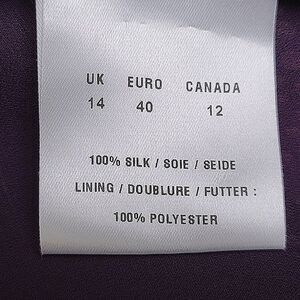 UK EURO CANADA
14 40 12
100% SILK / SOIE / SEIDE
LINING / DOUBLURE / FUTTER :
100% POLYESTER